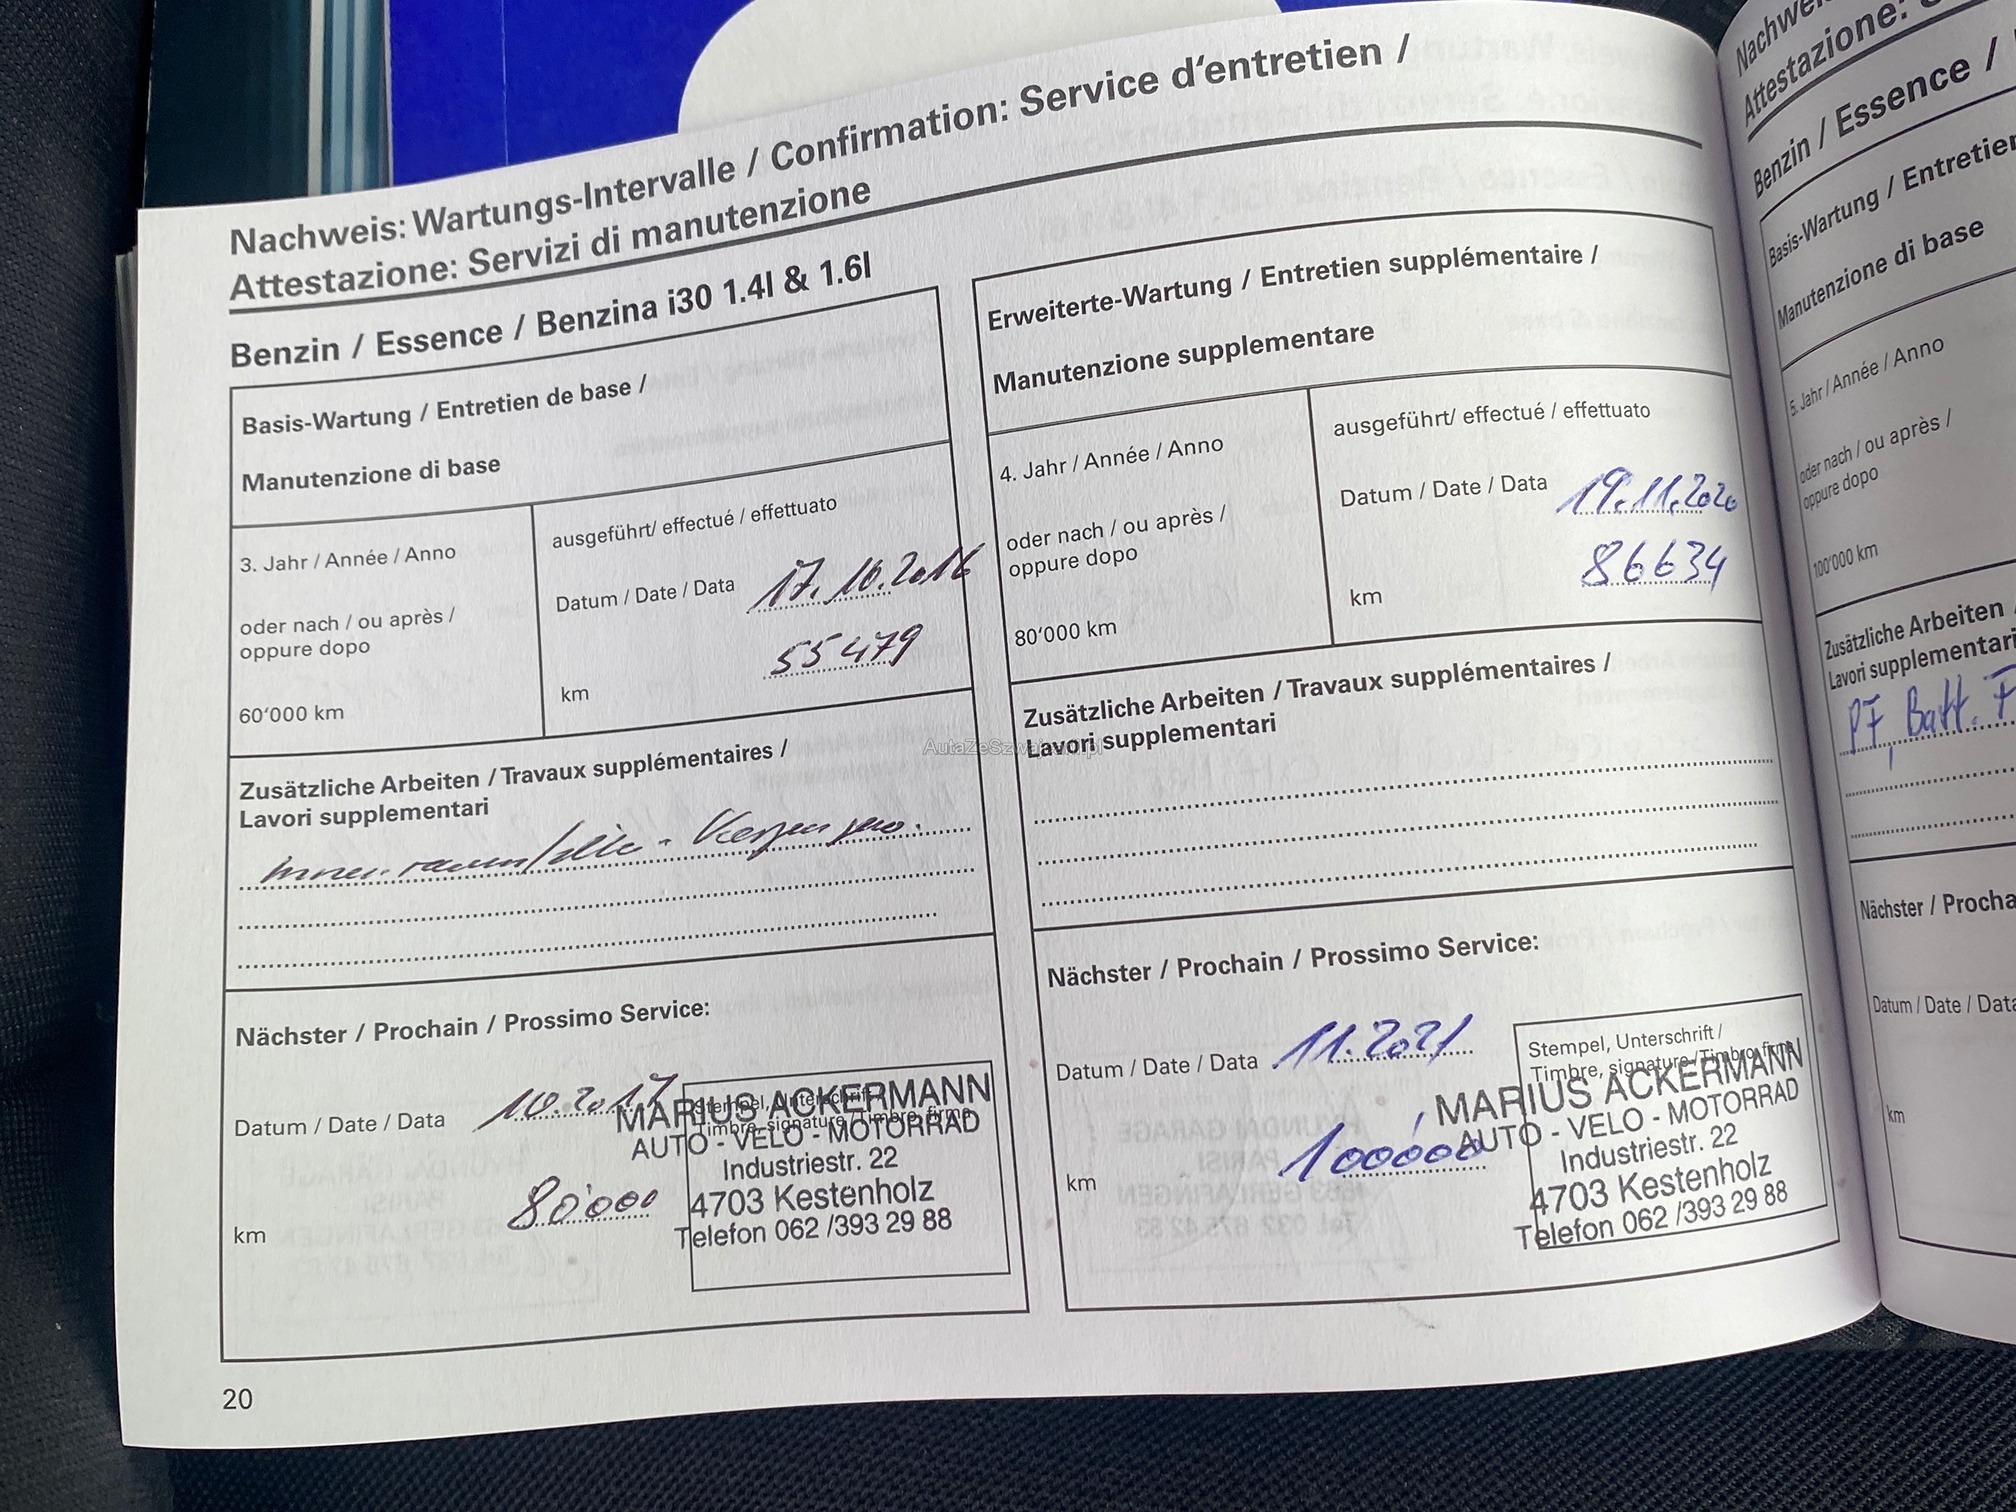 Nachweis: Wartungs-Intervalle / Confirmation: Service d'entretien /
Attestazione: Servizi di manutenzione
Benzin / Essence / Benzina i30 1.4l & 1.6l
Basis-Wartung / Entretien de base /
Manutenzione di base
3. Jahr / Année / Anno
oder nach / ou après /
oppure dopo
60'000 km
ausgeführt/ effectué / effettuato
Datum / Date / Data 17.10.2016
km 55479
Zusätzliche Arbeiten / Travaux supplémentaires /
Lavori supplementari
Nächster / Prochain / Prossimo Service:
Datum / Date / Data 10.2017
km 80'000
Stempel, Unterschrift /
Timbre, signature / Timbro, firma
MARIUS ACKERMANN
AUTO - VELO - MOTORRAD
Industriestr. 22
4703 Kestenholz
Telefon 062 /393 29 88
Erweiterte-Wartung / Entretien supplémentaire /
Manutenzione supplementare
4. Jahr / Année / Anno
oder nach / ou après /
oppure dopo
80'000 km
ausgeführt/ effectué / effettuato
Datum / Date / Data 19.11.2020
km 86634
Zusätzliche Arbeiten / Travaux supplémentaires /
Lavori supplementari
Nächster / Prochain / Prossimo Service:
Datum / Date / Data 11.2021
km 100'000
Stempel, Unterschrift /
Timbre, signature / Timbro, firma
MARIUS ACKERMANN
AUTO - VELO - MOTORRAD
Industriestr. 22
4703 Kestenholz
Telefon 062 /393 29 88
20
Attestazione:
Benzin / Essence /
Basis-Wartung /
Manutenzione di base
5. Jahr / Année / Anno
oder nach / ou après /
oppure dopo
100'000 km
Zusätzliche Arbeiten
Lavori supplementari
PF, Batt.
Nächster /
Datum / Date /
km